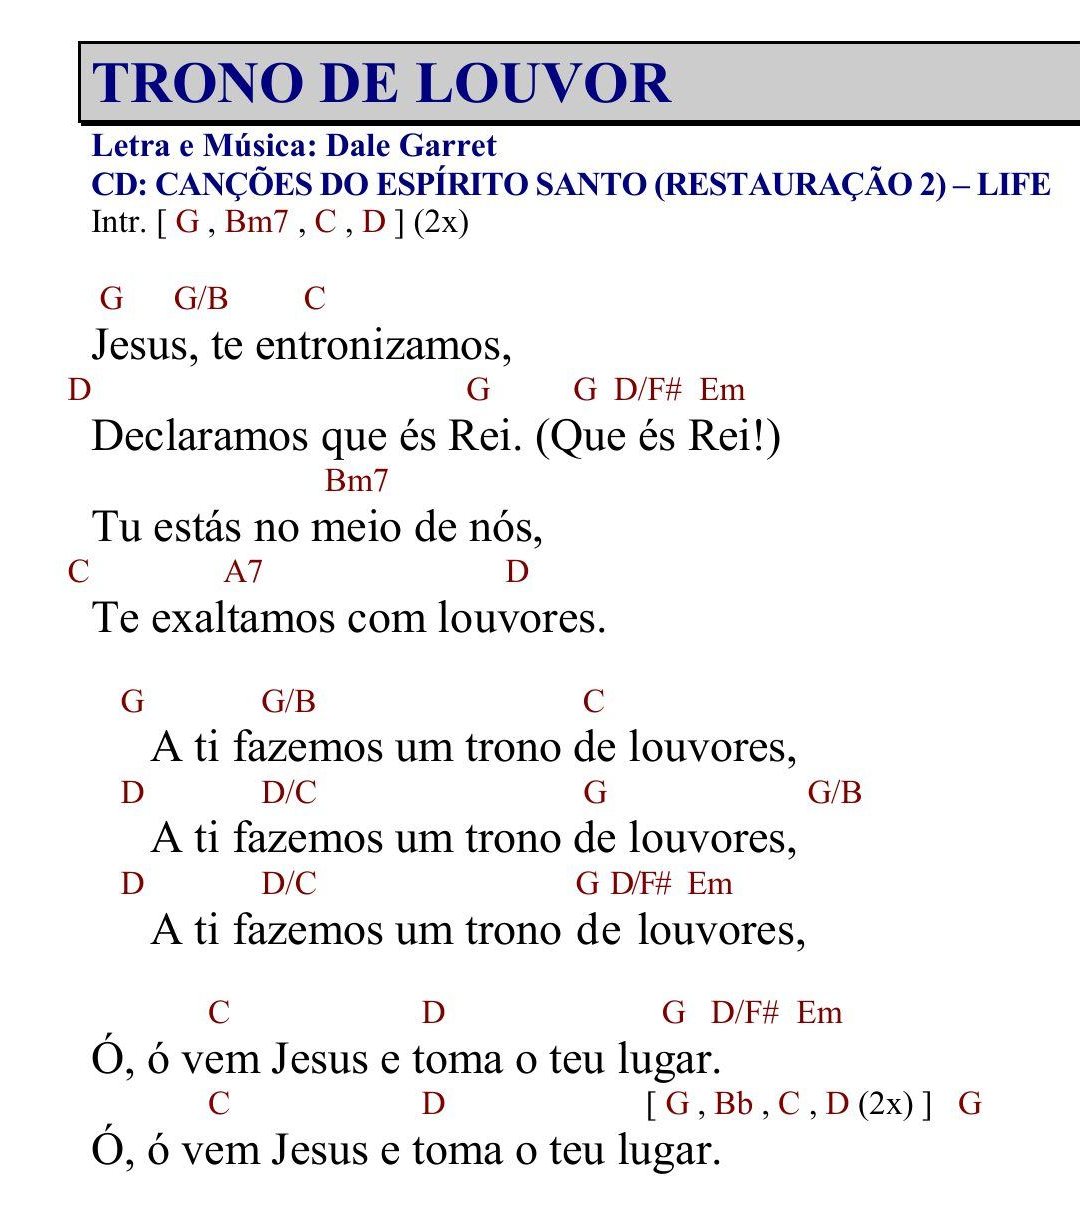 TRONO DE LOUVOR
Letra e Música: Dale Garret
CD: CANÇÕES DO ESPÍRITO SANTO (RESTAURAÇÃO 2) – LIFE
Intr. [ G , Bm7 , C , D ] (2x)
G G/B C
Jesus, te entronizamos,
D G G D/F# Em
Declaramos que és Rei. (Que és Rei!)
Bm7
Tu estás no meio de nós,
C A7 D
Te exaltamos com louvores.
G G/B C
A ti fazemos um trono de louvores,
D D/C G G/B
A ti fazemos um trono de louvores,
D D/C G D/F# Em
A ti fazemos um trono de louvores,
C D G D/F# Em
Ó, ó vem Jesus e toma o teu lugar.
C D [ G , Bb , C , D (2x) ] G
Ó, ó vem Jesus e toma o teu lugar.